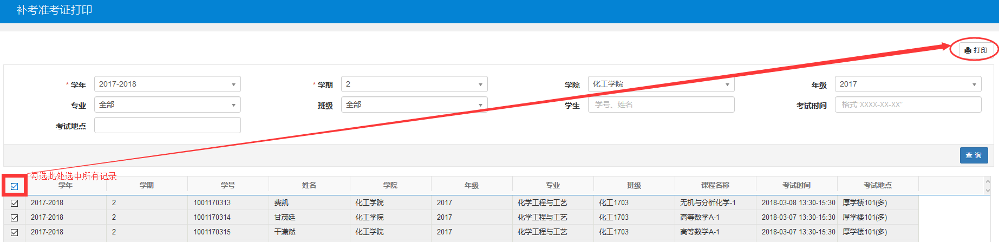 补考准考证打印
打印
* 学年 2017-2018 * 学期 2 学院 化工学院 年级 2017
专业 全部 班级 全部 学生 学号、姓名 考试时间 格式“XXXX-XX-XX”
考试地点
查 询
勾选此处选中所有记录
学年 学期 学号 姓名 学院 年级 专业 班级 课程名称 考试时间 考试地点
2017-2018 2 1001170313 费凯 化工学院 2017 化学工程与工艺 化工1703 无机与分析化学-1 2018-03-08 13:30-15:30 厚学楼101(多)
2017-2018 2 1001170314 甘茂廷 化工学院 2017 化学工程与工艺 化工1703 高等数学A-1 2018-03-07 13:30-15:30 厚学楼101(多)
2017-2018 2 1001170315 干潇然 化工学院 2017 化学工程与工艺 化工1703 高等数学A-1 2018-03-07 13:30-15:30 厚学楼101(多)